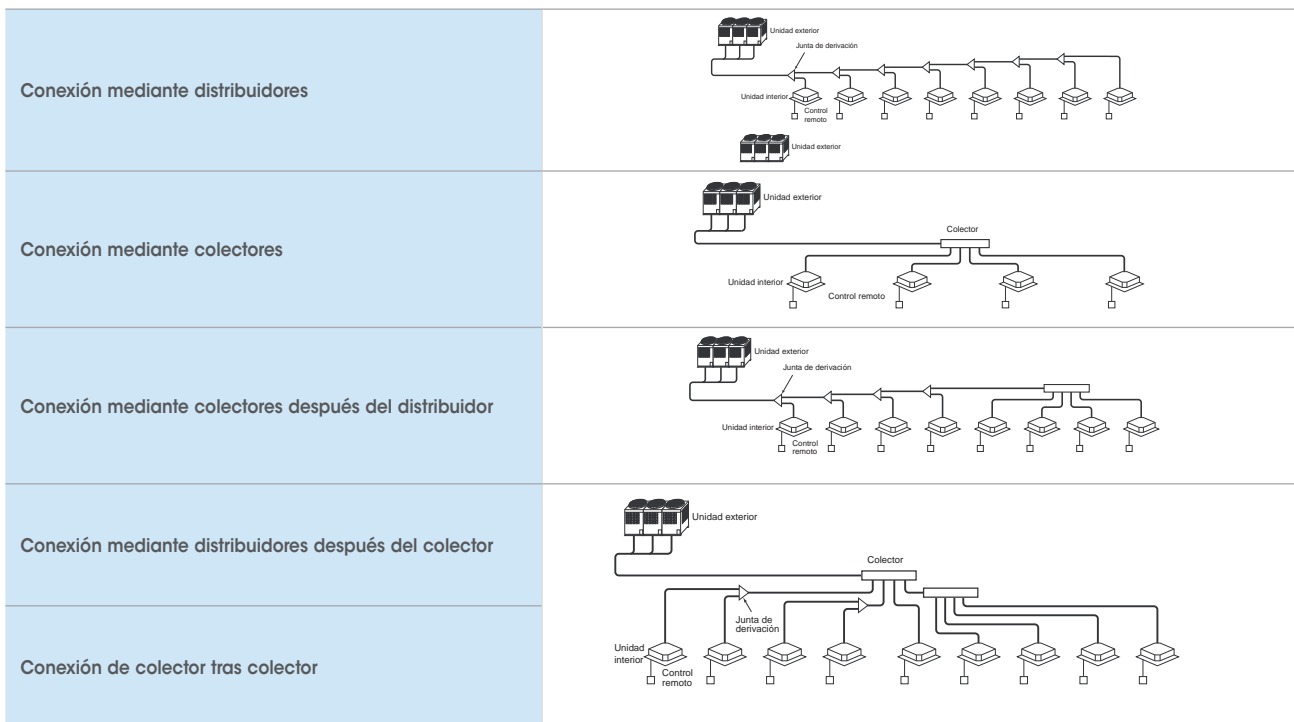 Conexión mediante distribuidores
Unidad exterior
Junta de derivación
Unidad interior
Control
remoto
Unidad exterior
Conexión mediante colectores
Unidad exterior
Colector
Unidad interior
Control remoto
Conexión mediante colectores después del distribuidor
Unidad exterior
Junta de derivación
Unidad interior
Control
remoto
Conexión mediante distribuidores después del colector
Unidad exterior
Colector
Junta de
derivación
Conexión de colector tras colector
Unidad
interior
Control
remoto